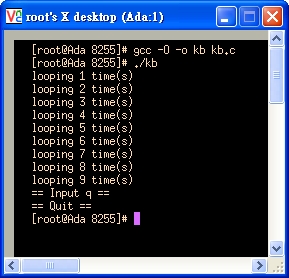 root's X desktop (Ada:1)
[root@Ada 8255]# gcc -O -o kb kb.c
[root@Ada 8255]# ./kb
looping 1 time(s)
looping 2 time(s)
looping 3 time(s)
looping 4 time(s)
looping 5 time(s)
looping 6 time(s)
looping 7 time(s)
looping 8 time(s)
looping 9 time(s)
== Input q ==
== Quit ==
[root@Ada 8255]#